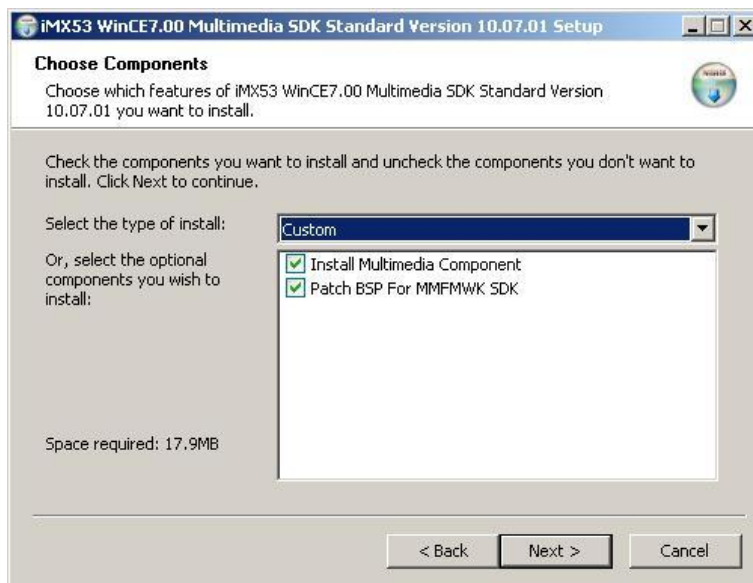 iMX53 WinCE7.00 Multimedia SDK Standard Version 10.07.01 Setup
Choose Components
Choose which features of iMX53 WinCE7.00 Multimedia SDK Standard Version
10.07.01 you want to install.
Check the components you want to install and uncheck the components you don't want to
install. Click Next to continue.
Select the type of install:
Custom
Or, select the optional
components you wish to
install:
Install Multimedia Component
Patch BSP For MMFMWK SDK
Space required: 17.9MB
< Back
Next >
Cancel